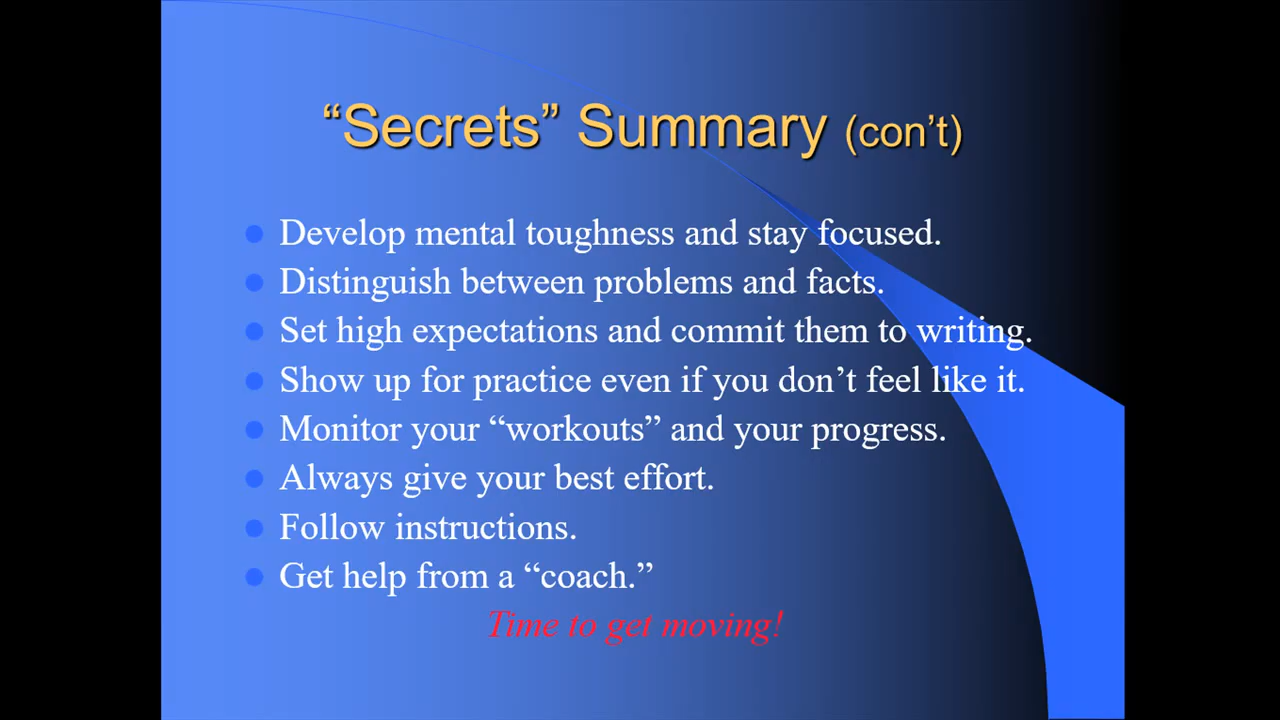 “Secrets” Summary (con’t)
Develop mental toughness and stay focused.
Distinguish between problems and facts.
Set high expectations and commit them to writing.
Show up for practice even if you don’t feel like it.
Monitor your “workouts” and your progress.
Always give your best effort.
Follow instructions.
Get help from a “coach.”
Time to get moving!